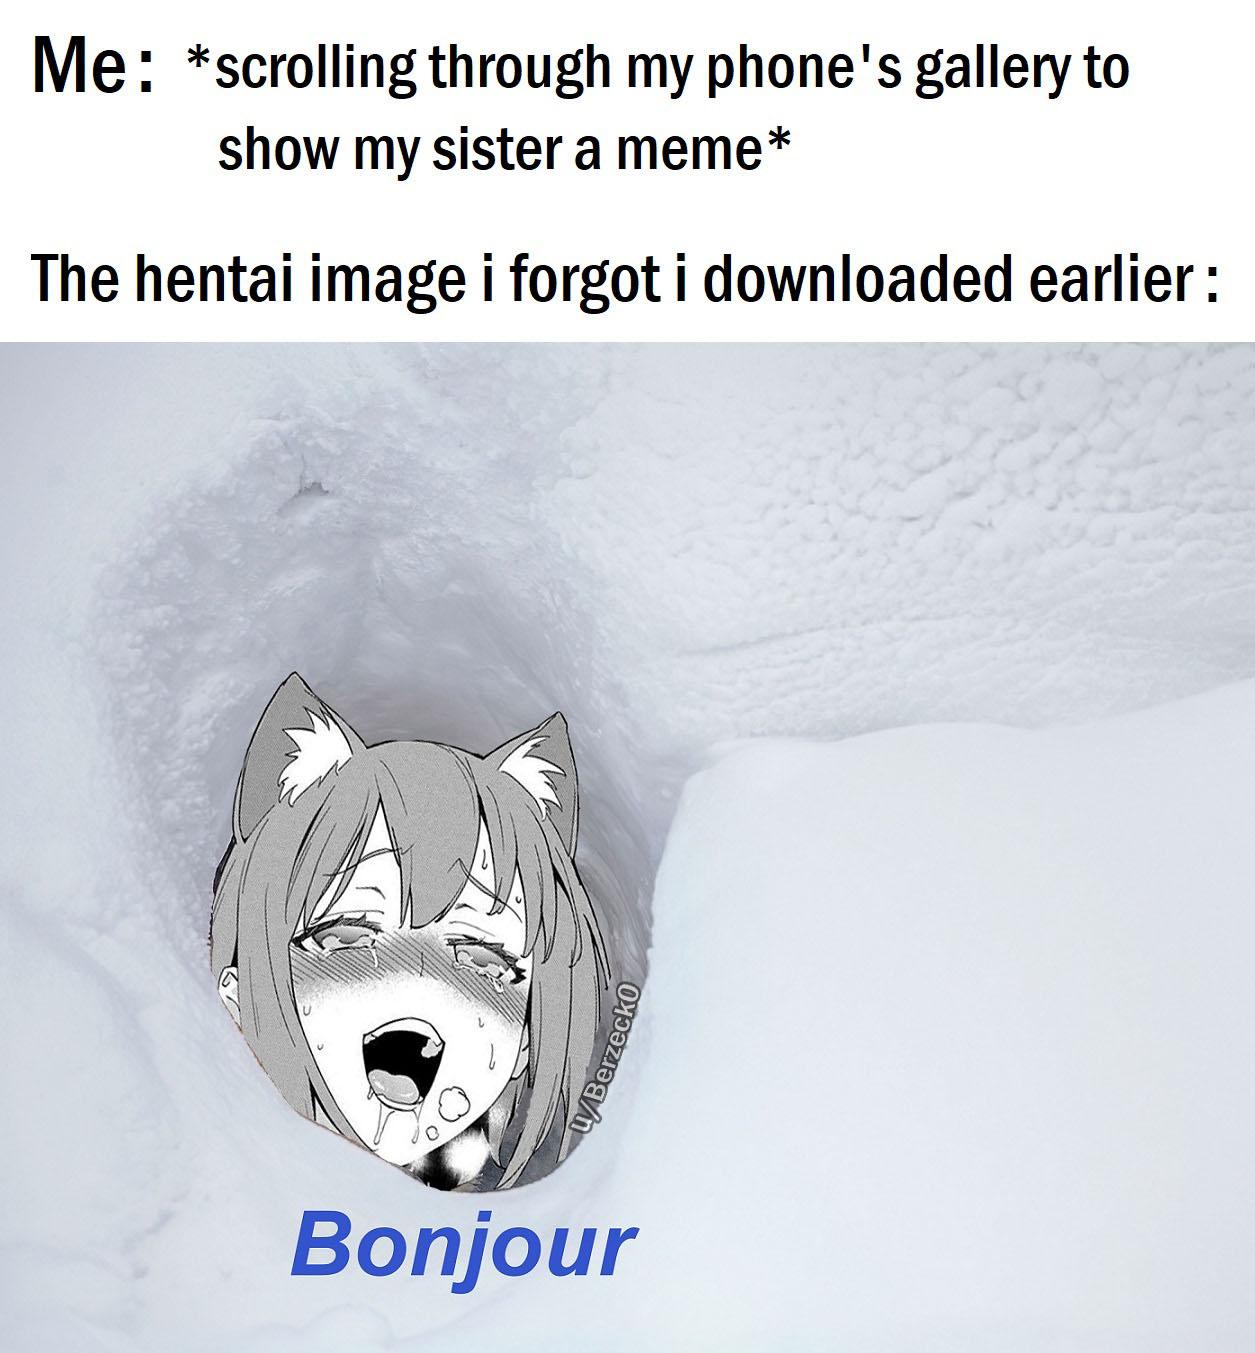 Me: *scrolling through my phone's gallery to
show my sister a meme*
The hentai image i forgot i downloaded earlier:
u/Berzeck0
Bonjour